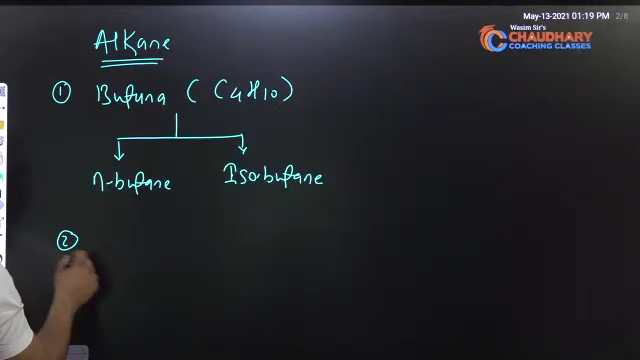 May-13-2021 01:19 PM 2/8
Wasim Sir's
CHAUDHARY
COACHING CLASSES
Alkane
① Butana ( C4H10 )
n-butane Isobutane
②